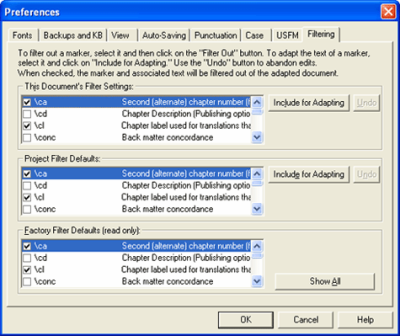 Preferences
Fonts Backups and KB View Auto-Saving Punctuation Case USFM Filtering
To filter out a marker, select it and then click on the "Filter Out" button. To adapt the text of a marker,
select it and click on "Include for Adapting." Use the "Undo" button to abandon edits.
When checked, the marker and associated text will be filtered out of the adapted document.
This Document's Filter Settings:
\ca Second (alternate) chapter number (f Include for Adapting Undo
\cd Chapter Description (Publishing optio
\cl Chapter label used for translations tha
\conc Back matter concordance
Project Filter Defaults:
\ca Second (alternate) chapter number (f Include for Adapting Undo
\cd Chapter Description (Publishing optio
\cl Chapter label used for translations tha
\conc Back matter concordance
Factory Filter Defaults (read only):
\ca Second (alternate) chapter number (f
\cd Chapter Description (Publishing optio
\cl Chapter label used for translations tha
\conc Back matter concordance Show All
OK Cancel Help